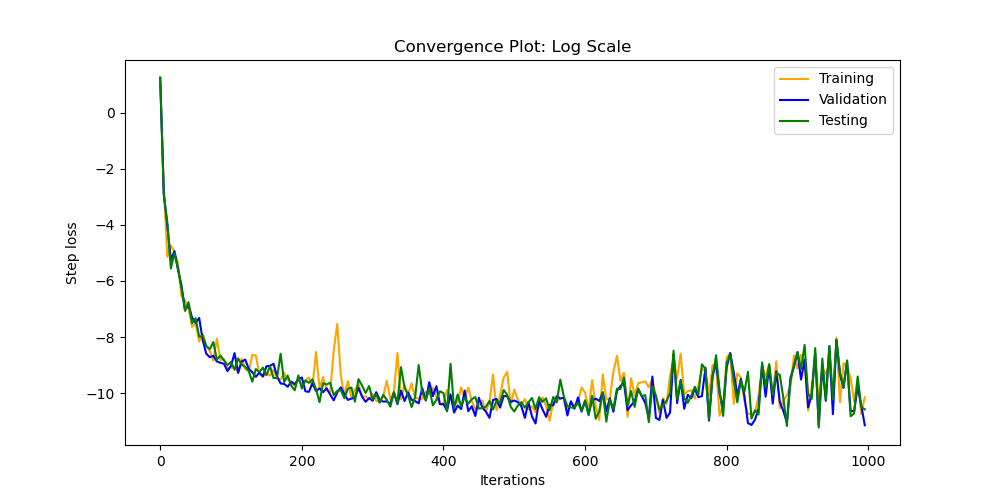 Convergence Plot: Log Scale
Training
Validation
Testing
0
−2
−4
−6
−8
−10
Step loss
0
200
400
600
800
1000
Iterations